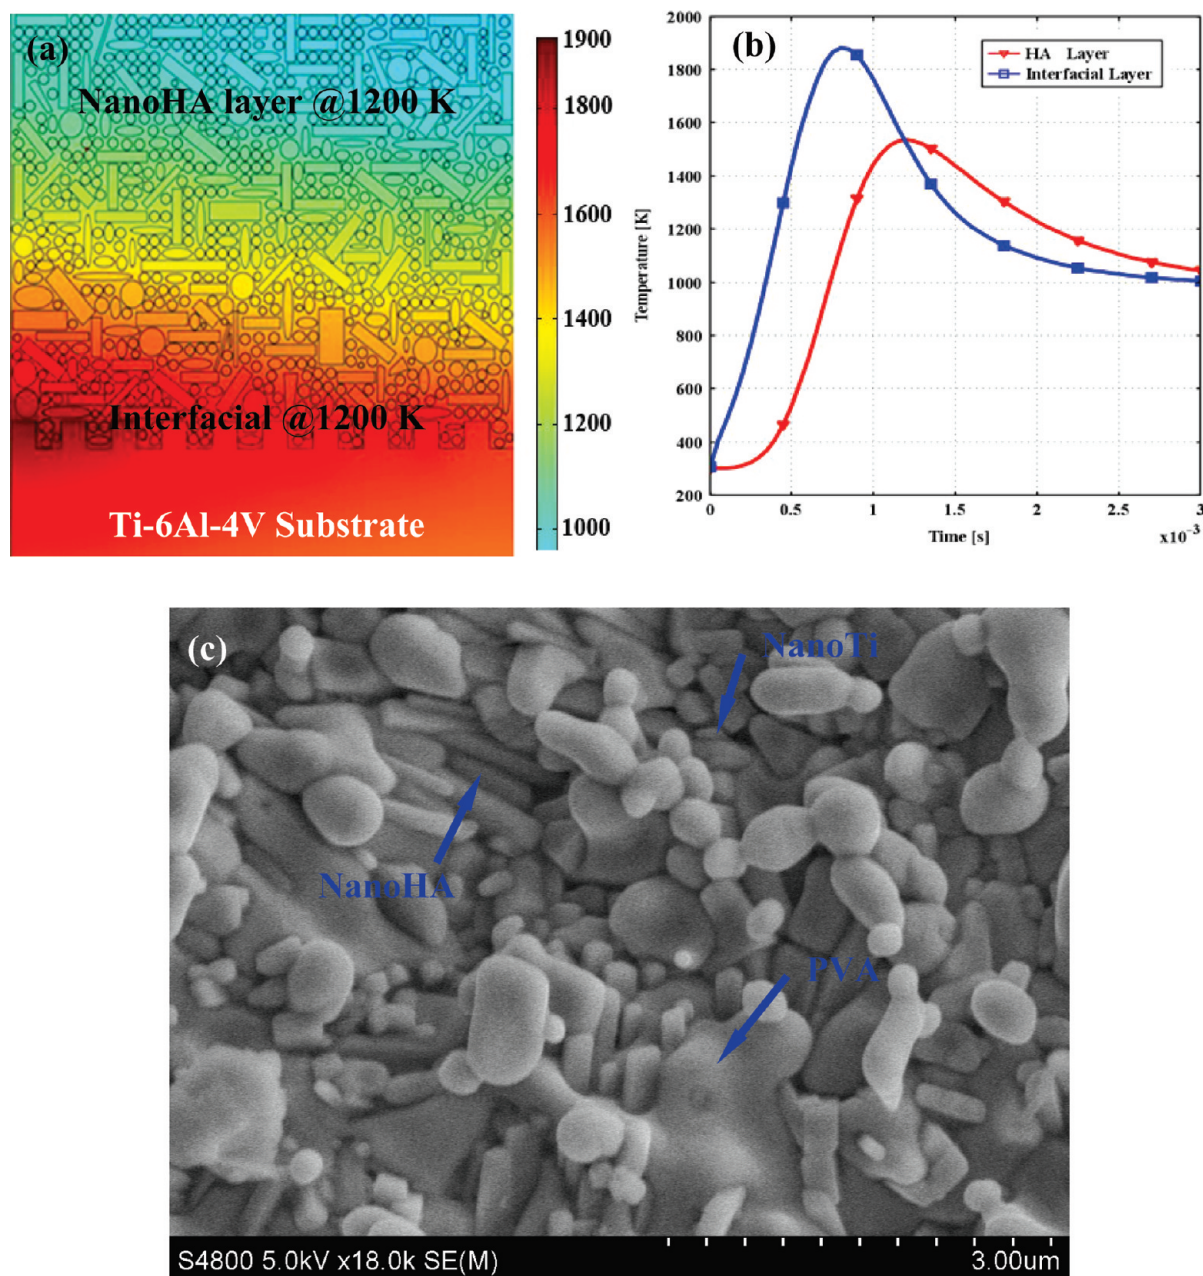 (a)
NanoHA layer @1200 K
Interfacial @1200 K
Ti-6Al-4V Substrate
1900
1800
1600
1400
1200
1000
(b)
HA Layer
Interfacial Layer
Temperature [K]
2000
1800
1600
1400
1200
1000
800
600
400
200
0
0.5
1
1.5
2
2.5
3
Time [s]
x10⁻³
(c)
NanoTi
NanoHA
PVA
S4800 5.0kV x18.0k SE(M)
3.00um